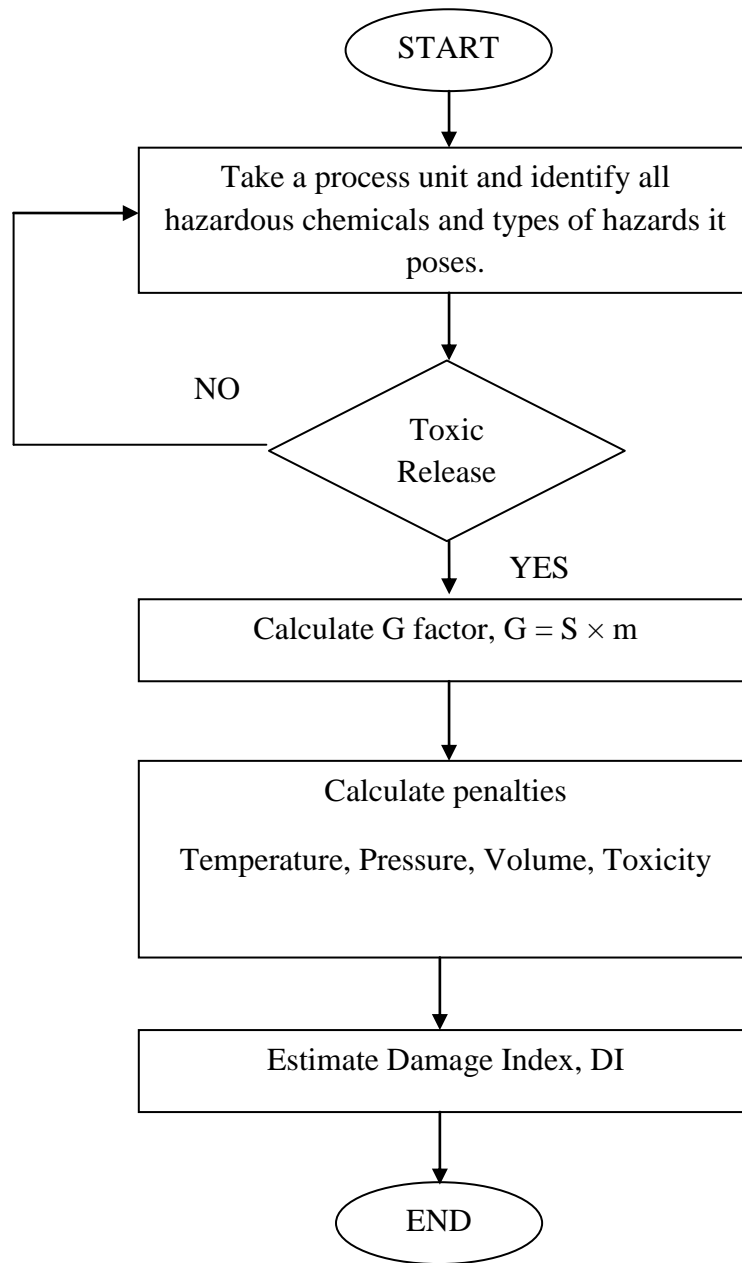 START
Take a process unit and identify all
hazardous chemicals and types of hazards it
poses.
NO
Toxic
Release
YES
Calculate G factor, G = S × m
Calculate penalties
Temperature, Pressure, Volume, Toxicity
Estimate Damage Index, DI
END